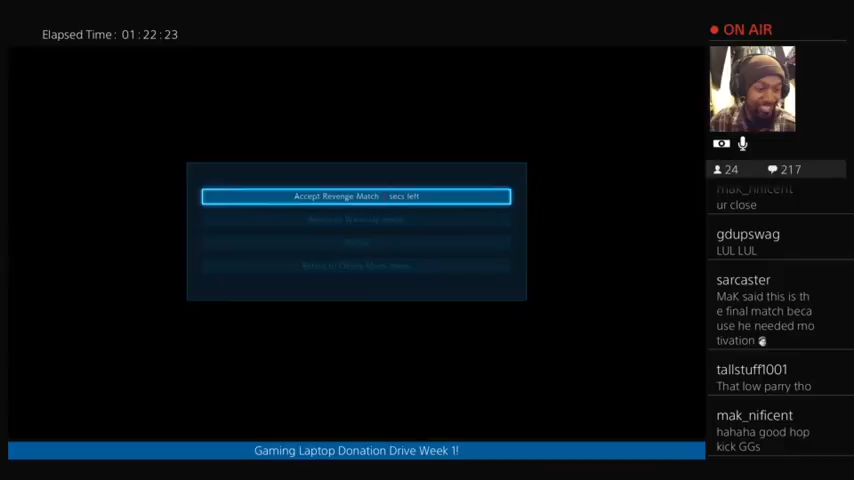 Elapsed Time: 01:22:23
ON AIR
24 217
Accept Revenge Match secs left
mak_nificent
ur close
gdupswag
LUL LUL
sarcaster
MaK said this is th
e final match beca
use he needed mo
tivation
tallstuff1001
That low parry tho
mak_nificent
hahaha good hop
kick GGs
Gaming Laptop Donation Drive Week 1!